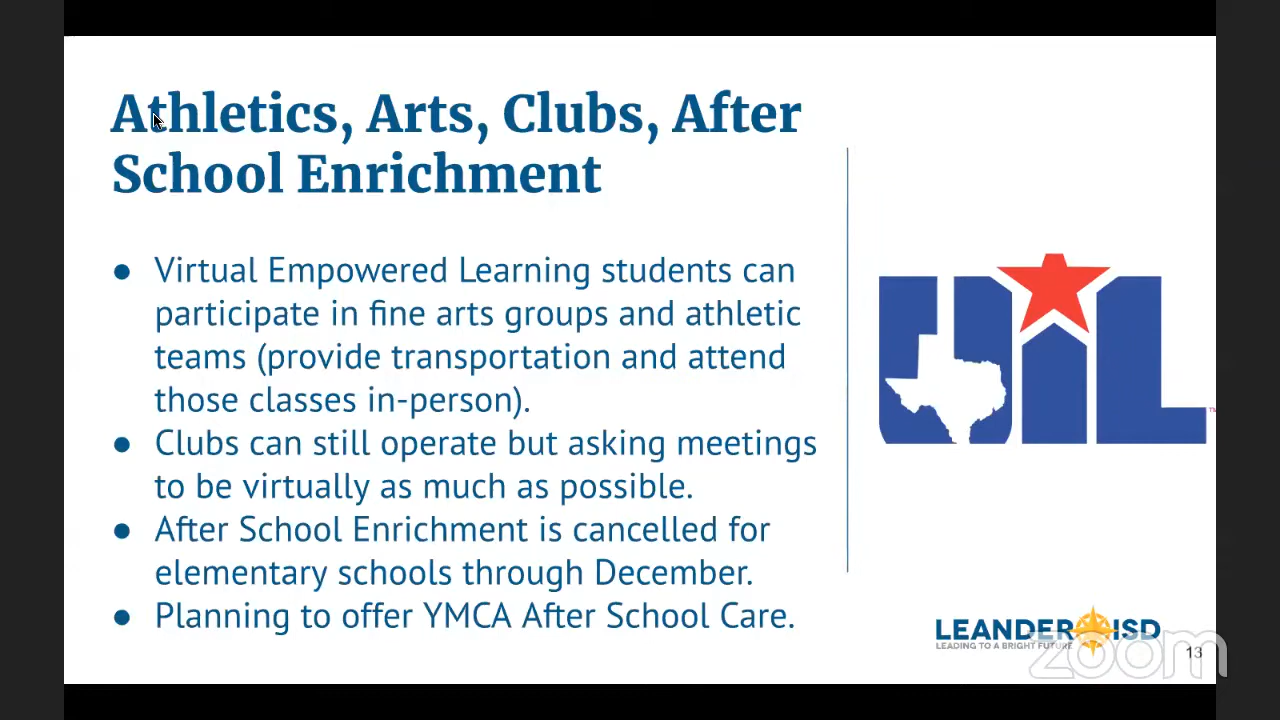 Athletics, Arts, Clubs, After
School Enrichment
● Virtual Empowered Learning students can
participate in fine arts groups and athletic
teams (provide transportation and attend
those classes in-person).
● Clubs can still operate but asking meetings
to be virtually as much as possible.
● After School Enrichment is cancelled for
elementary schools through December.
● Planning to offer YMCA After School Care.
UIL
TM
LEANDER ISD
LEADING TO A BRIGHT FUTURE
zoom
13